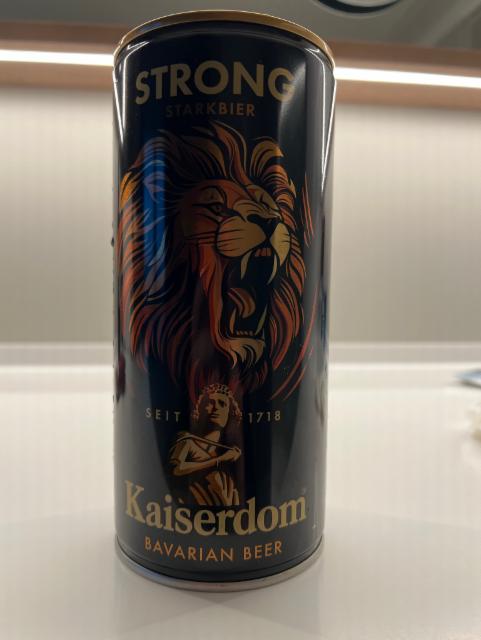 STRONG
STARKBIER
SEIT 1718
Kaiserdom
BAVARIAN BEER